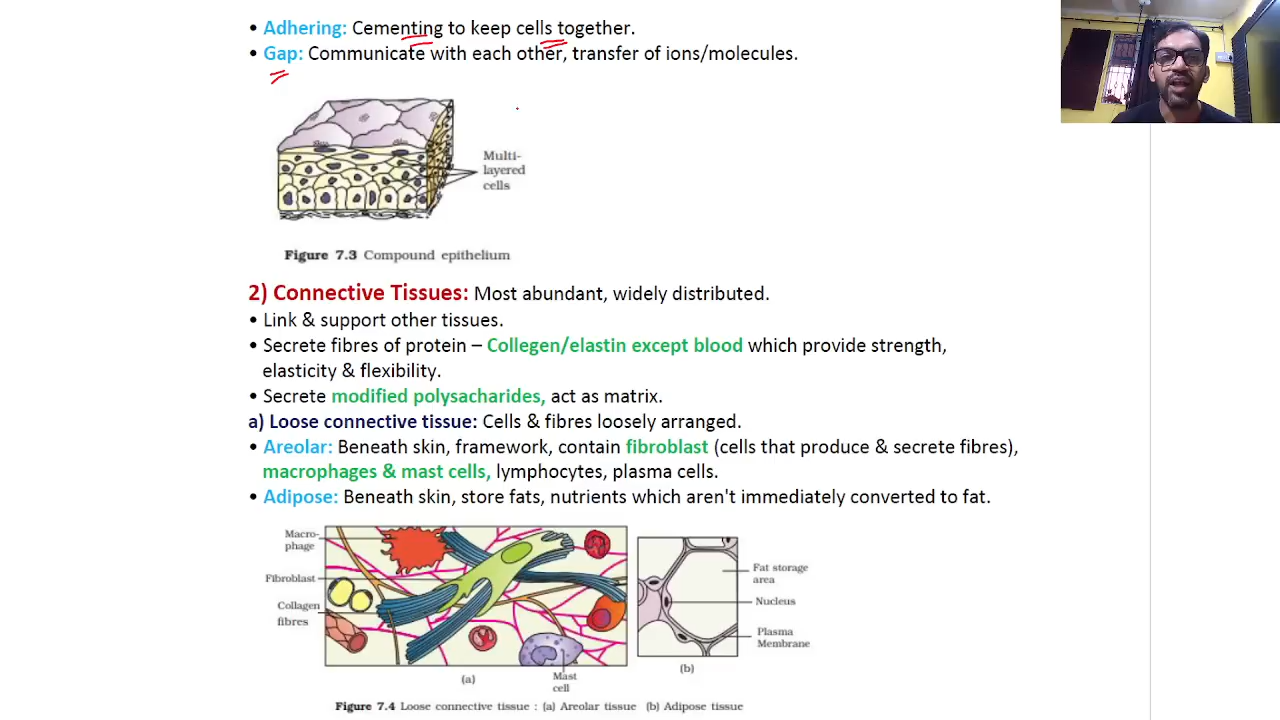 • Adhering: Cementing to keep cells together.
• Gap: Communicate with each other, transfer of ions/molecules.
Multi-
layered
cells
Figure 7.3 Compound epithelium
2) Connective Tissues: Most abundant, widely distributed.
• Link & support other tissues.
• Secrete fibres of protein – Collegen/elastin except blood which provide strength,
elasticity & flexibility.
• Secrete modified polysacharides, act as matrix.
a) Loose connective tissue: Cells & fibres loosely arranged.
• Areolar: Beneath skin, framework, contain fibroblast (cells that produce & secrete fibres),
macrophages & mast cells, lymphocytes, plasma cells.
• Adipose: Beneath skin, store fats, nutrients which aren't immediately converted to fat.
Macro-
phage
Fibroblast
Collagen
fibres
Mast
cell
(a)
Fat storage
area
Nucleus
Plasma
Membrane
(b)
Figure 7.4 Loose connective tissue : (a) Areolar tissue (b) Adipose tissue